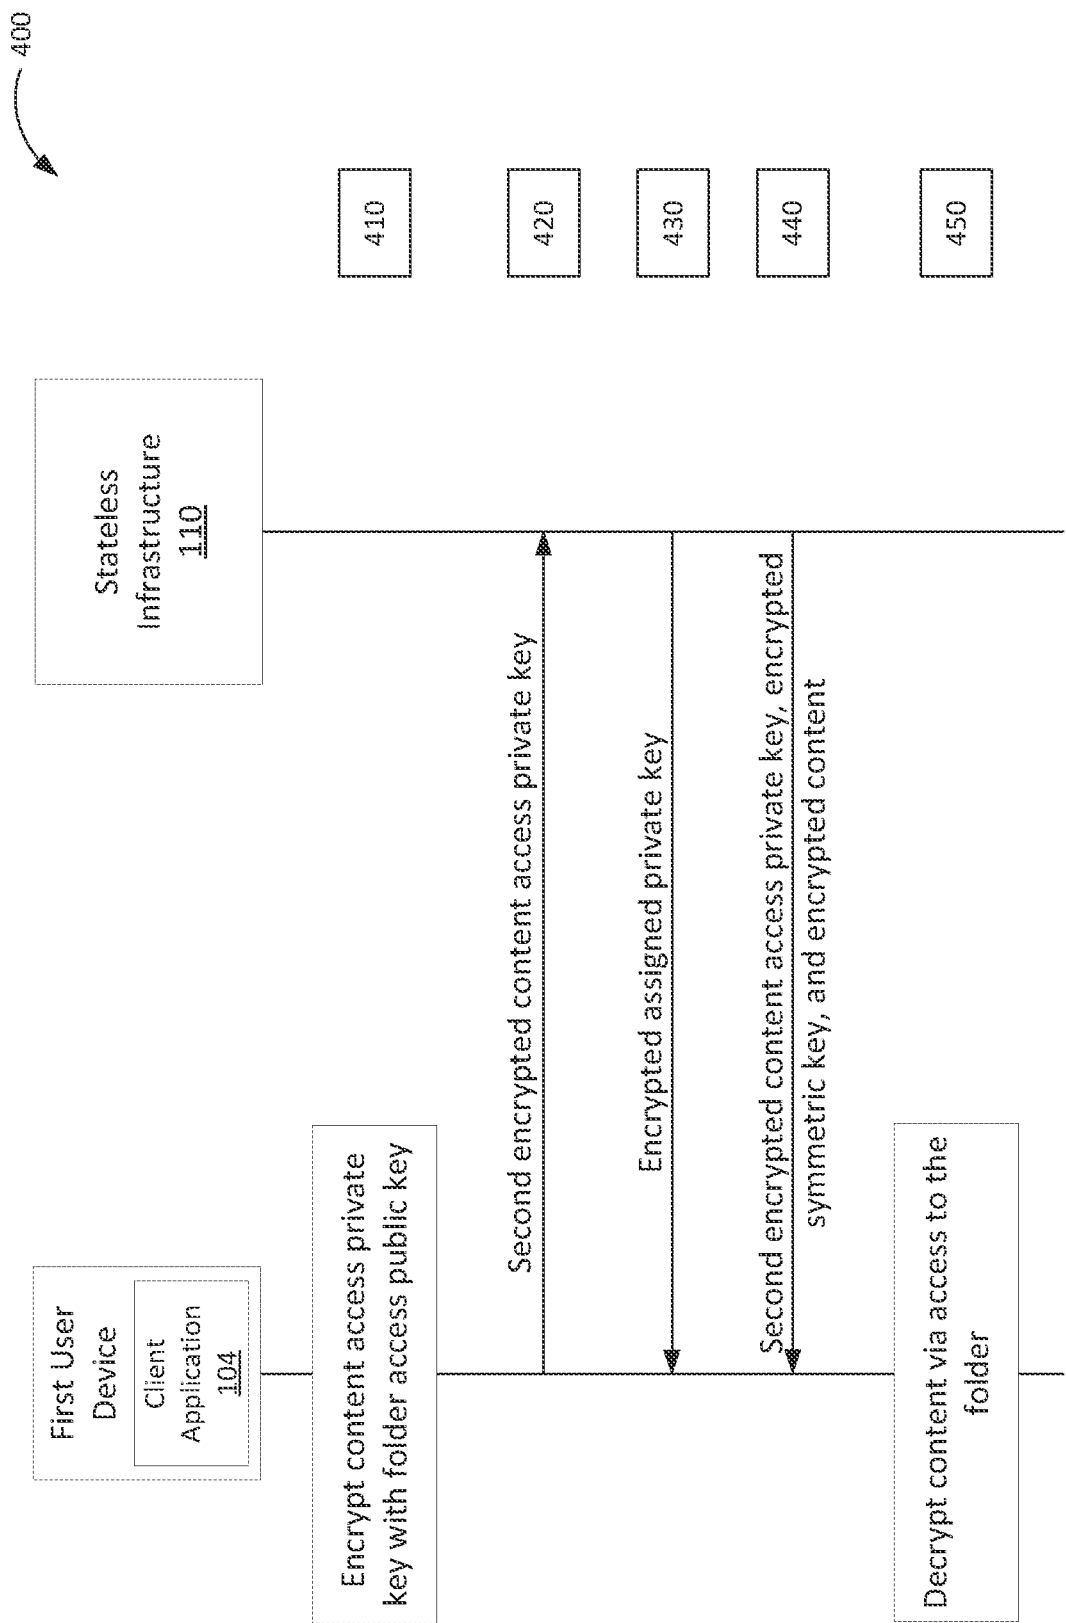 400
First User
Device
Client
Application
104
Stateless
Infrastructure
110
Encrypt content access private
key with folder access public key
410
Second encrypted content access private key
420
Encrypted assigned private key
430
Second encrypted content access private key, encrypted
symmetric key, and encrypted content
440
Decrypt content via access to the
folder
450